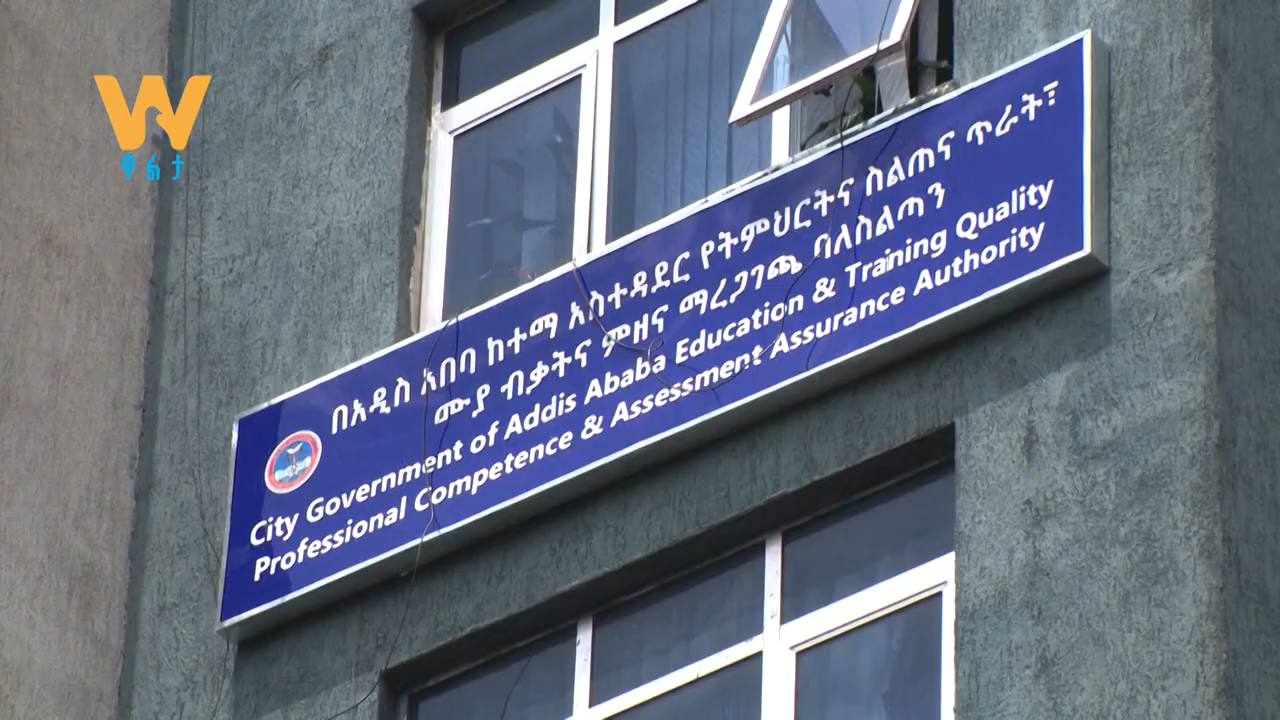 W
ዋልታ
በአዲስ አበባ ከተማ አስተዳደር የትምህርትና ስልጠና ጥራት፣
ሙያ ብቃትና ምዘና ማረጋገጫ ባለስልጣን
City Government of Addis Ababa Education & Training Quality
Professional Competence & Assessment Assurance Authority